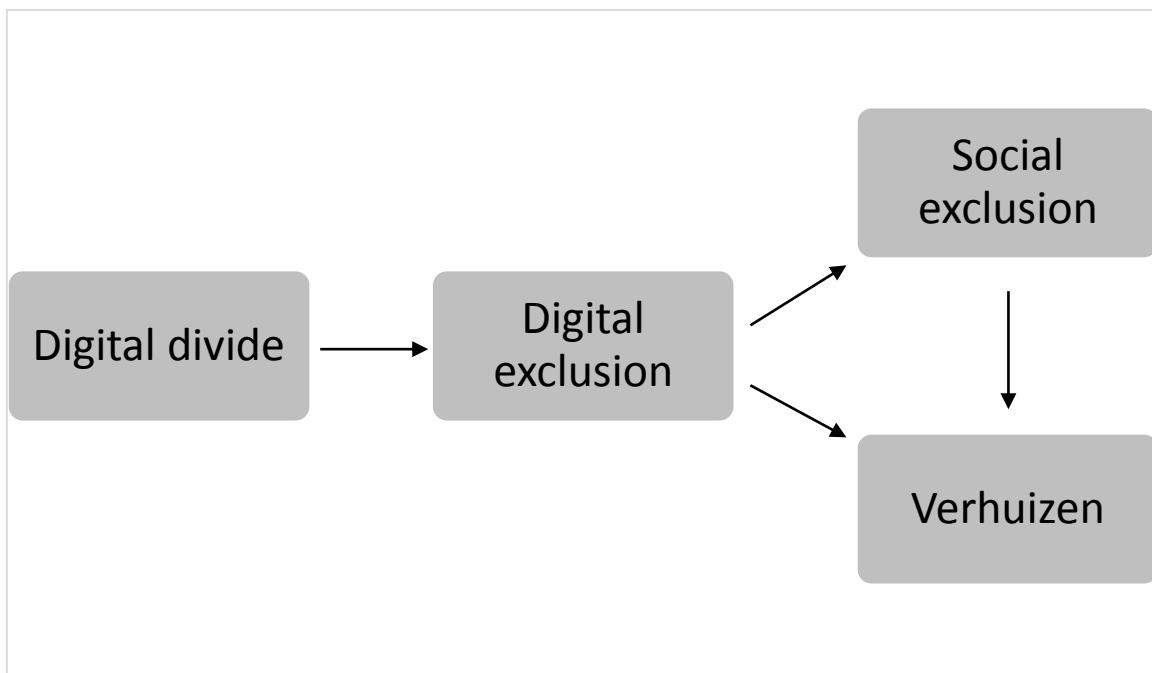 Social
exclusion
Digital divide
Digital
exclusion
Verhuizen